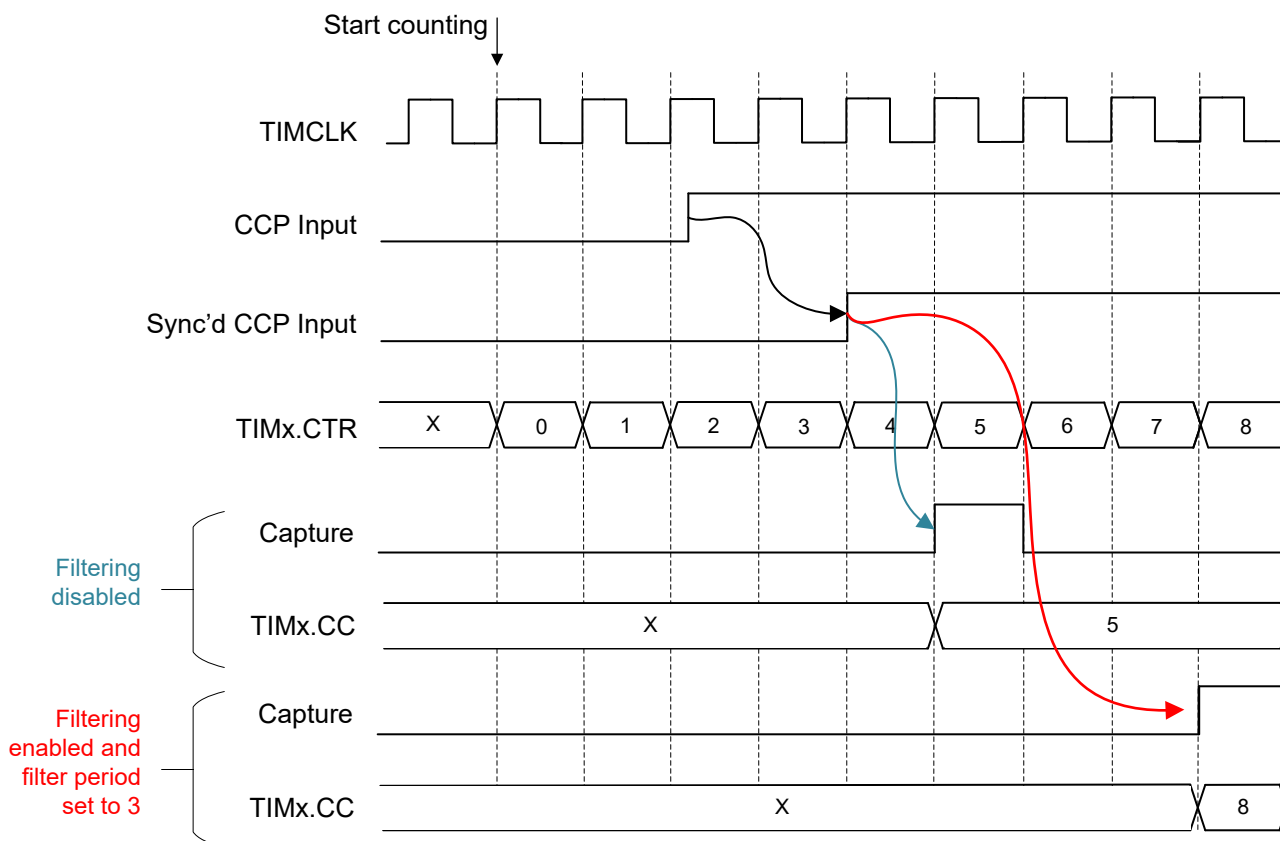 Start counting
TIMCLK
CCP Input
Sync’d CCP Input
TIMx.CTR
X
0
1
2
3
4
5
6
7
8
Filtering
disabled
Capture
TIMx.CC
X
5
Filtering
enabled and
filter period
set to 3
Capture
TIMx.CC
X
8